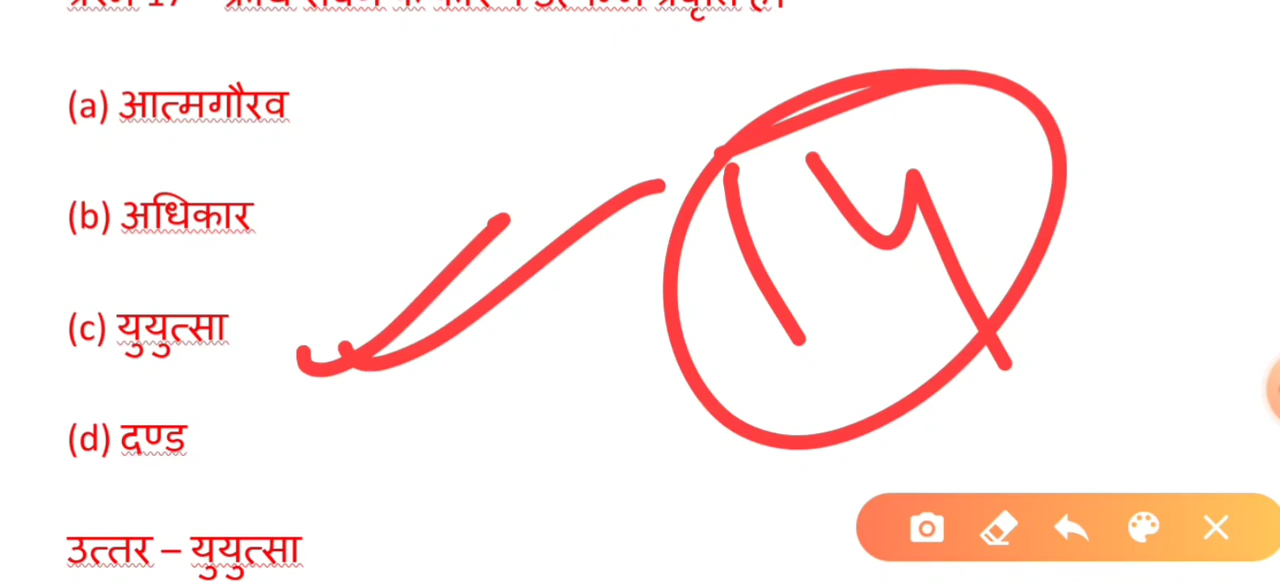 (a) आत्मगौरव
(b) अधिकार
(c) युयुत्सा
14
(d) दण्ड
उत्तर – युयुत्सा